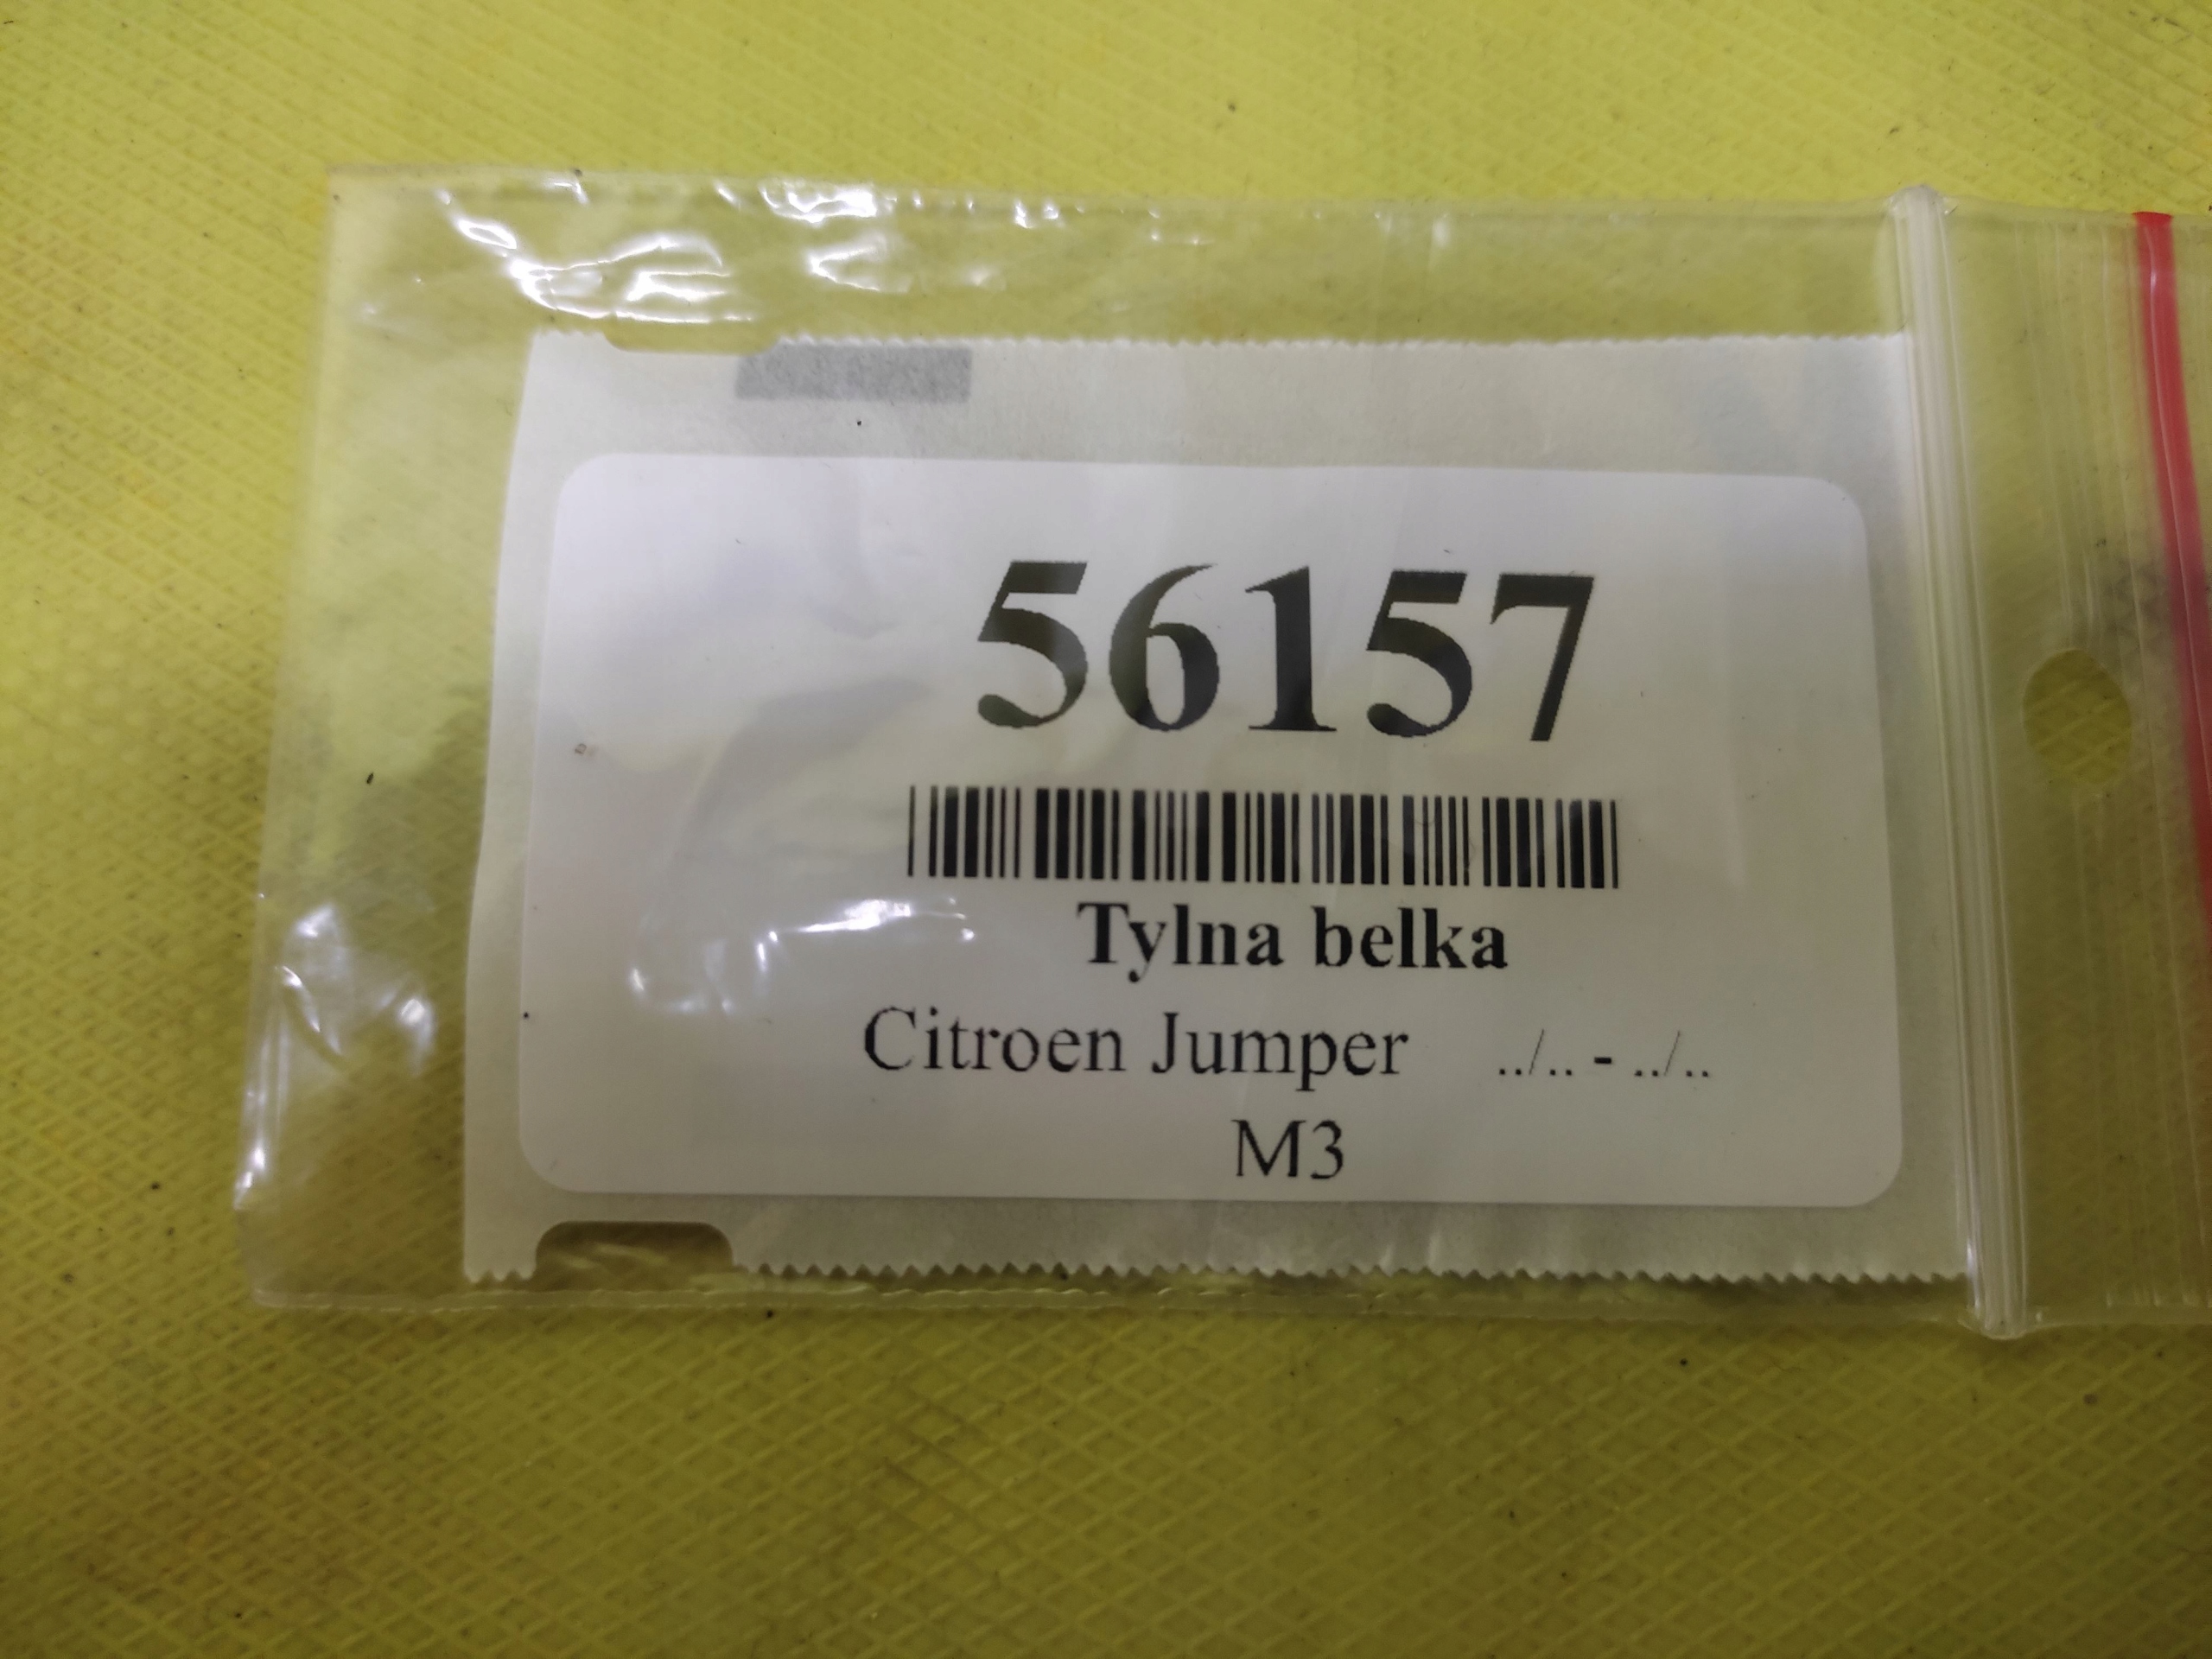 56157
Tylna belka
Citroen Jumper ../.. - ../..
M3